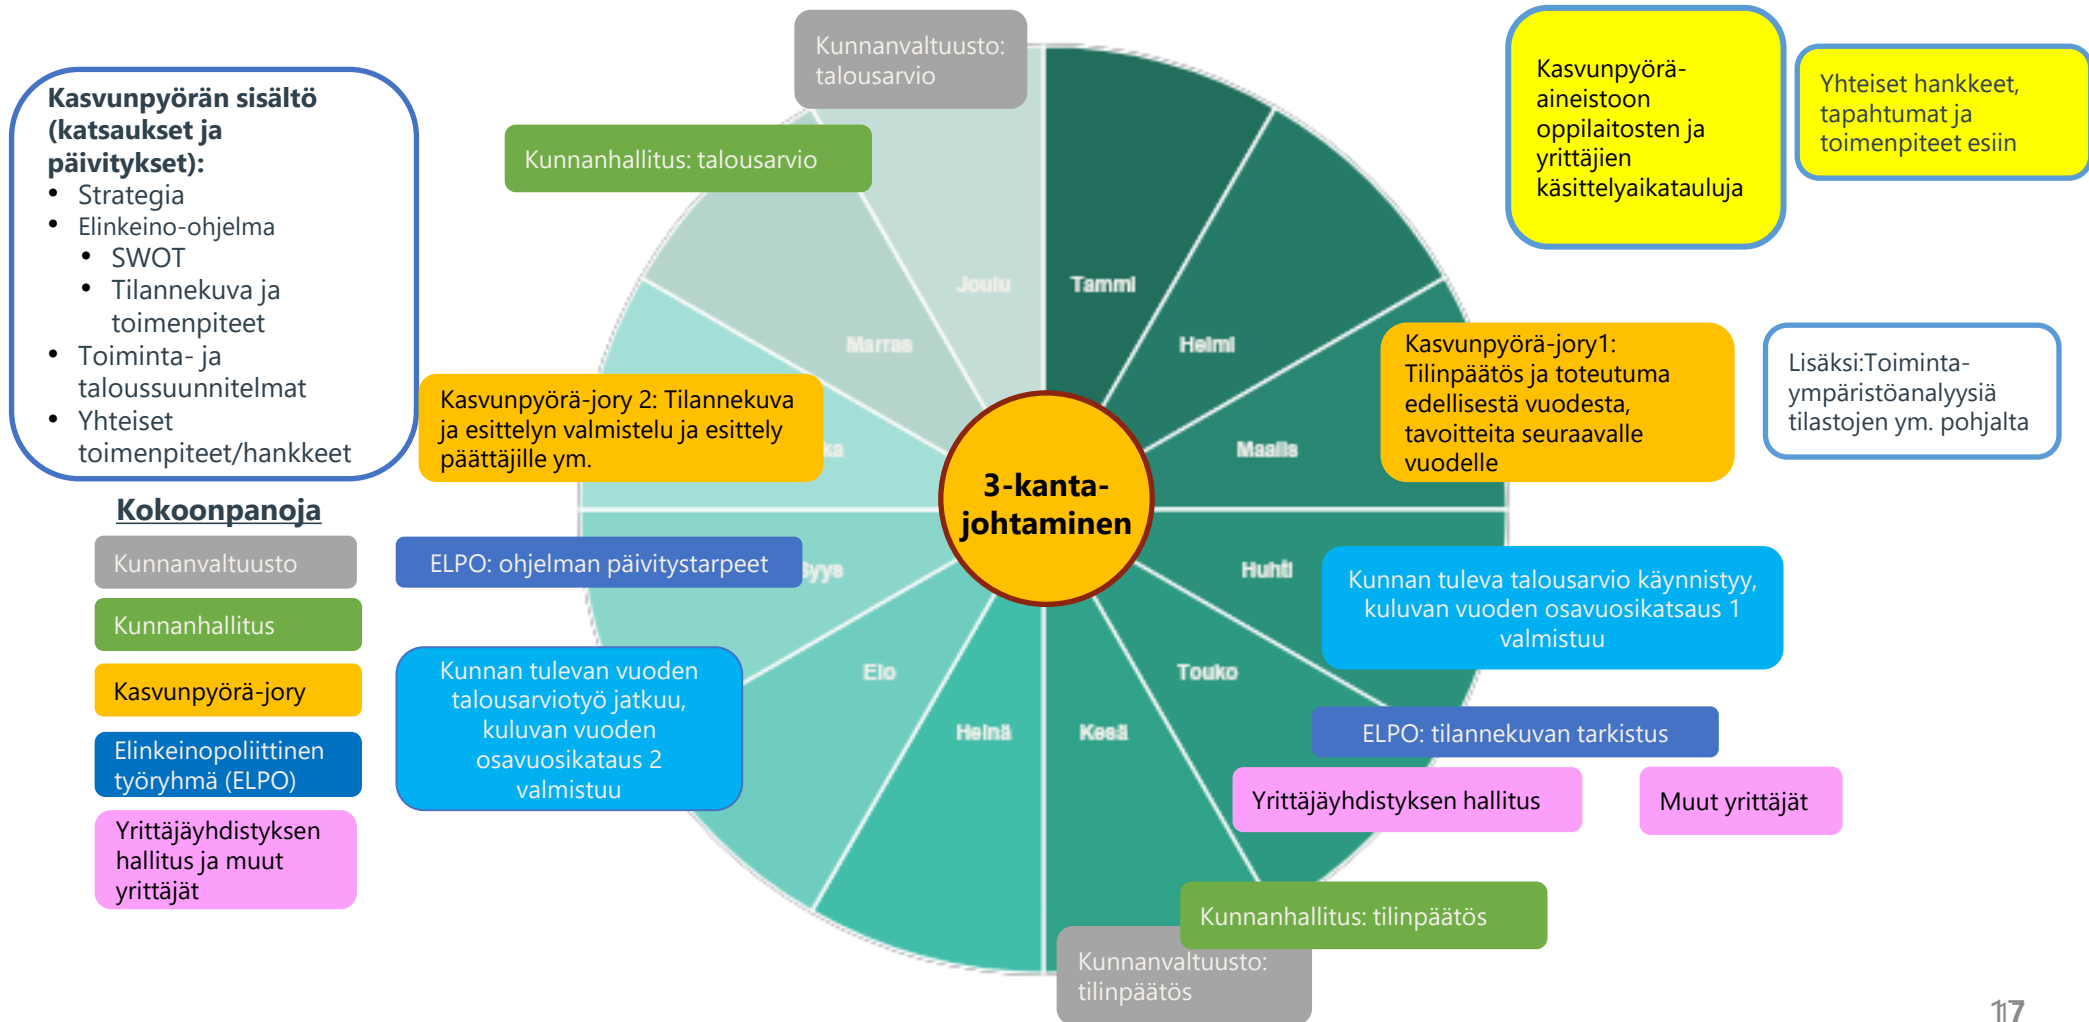 Kunnanvaltuusto:
talousarvio
Kunnanhallitus: talousarvio
Kasvunpyörän sisältö
(katsaukset ja
päivitykset):
• Strategia
• Elinkeino-ohjelma
• SWOT
• Tilannekuva ja
toimenpiteet
• Toiminta- ja
taloussuunnitelmat
• Yhteiset
toimenpiteet/hankkeet
Kasvunpyörä-
aineistoon
oppilaitosten ja
yrittäjien
käsittelyaikatauluja
Yhteiset hankkeet,
tapahtumat ja
toimenpiteet esiin
Joulu
Tammi
Marras
Helmi
Kasvunpyörä-jory 2: Tilannekuva
ja esittelyn valmistelu ja esittely
päättäjille ym.
ka
Maalis
Kasvunpyörä-jory1:
Tilinpäätös ja toteutuma
edellisestä vuodesta,
tavoitteita seuraavalle
vuodelle
Lisäksi:Toiminta-
ympäristöanalyysiä
tilastojen ym. pohjalta
3-kanta-
johtaminen
Kokoonpanoja
Kunnanvaltuusto
Kunnanhallitus
Kasvunpyörä-jory
Elinkeinopoliittinen
työryhmä (ELPO)
Yrittäjäyhdistyksen
hallitus ja muut
yrittäjät
ELPO: ohjelman päivitystarpeet
Syys
Huhti
Kunnan tuleva talousarvio käynnistyy,
kuluvan vuoden osavuosikatsaus 1
valmistuu
Kunnan tulevan vuoden
talousarviotyö jatkuu,
kuluvan vuoden
osavuosikataus 2
valmistuu
Elo
Touko
Heinä
Kesä
ELPO: tilannekuvan tarkistus
Yrittäjäyhdistyksen hallitus
Muut yrittäjät
Kunnanhallitus: tilinpäätös
Kunnanvaltuusto:
tilinpäätös